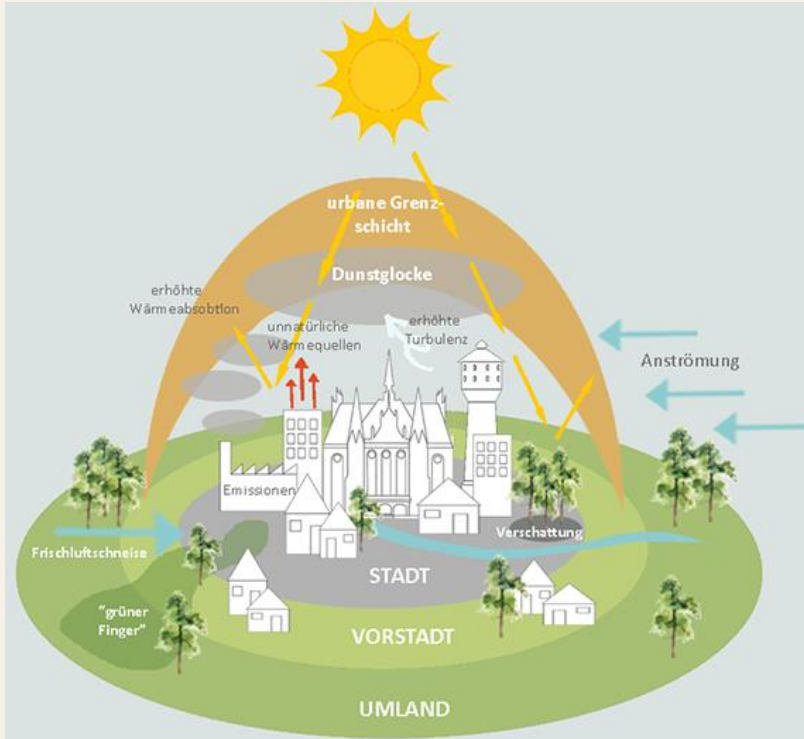 urbane Grenz-
schicht
Dunstglocke
erhöhte
Wärmeabsobtion
unnatürliche
Wärmequellen
erhöhte
Turbulenz
Anströmung
Emissionen
Verschattung
Frischluftschneise
STADT
"grüner
Finger"
VORSTADT
UMLAND